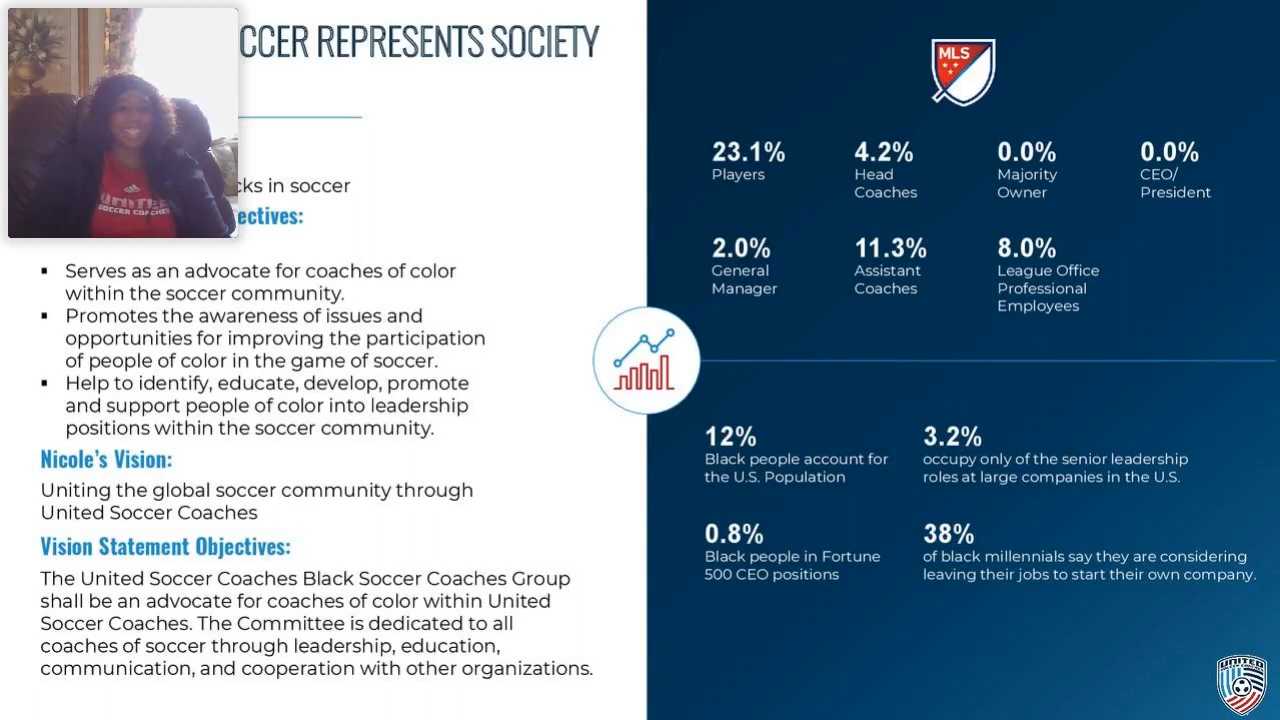 OCCER REPRESENTS SOCIETY
cks in soccer
ectives:
▪ Serves as an advocate for coaches of color
within the soccer community.
▪ Promotes the awareness of issues and
opportunities for improving the participation
of people of color in the game of soccer.
▪ Help to identify, educate, develop, promote
and support people of color into leadership
positions within the soccer community.
Nicole's Vision:
Uniting the global soccer community through
United Soccer Coaches
Vision Statement Objectives:
The United Soccer Coaches Black Soccer Coaches Group
shall be an advocate for coaches of color within United
Soccer Coaches. The Committee is dedicated to all
coaches of soccer through leadership, education,
communication, and cooperation with other organizations.
UNITED
SOCCER COACHES
MLS
23.1%
Players
4.2%
Head
Coaches
0.0%
Majority
Owner
0.0%
CEO/
President
2.0%
General
Manager
11.3%
Assistant
Coaches
8.0%
League Office
Professional
Employees
12%
Black people account for
the U.S. Population
3.2%
occupy only of the senior leadership
roles at large companies in the U.S.
0.8%
Black people in Fortune
500 CEO positions
38%
of black millennials say they are considering
leaving their jobs to start their own company.
UNITED